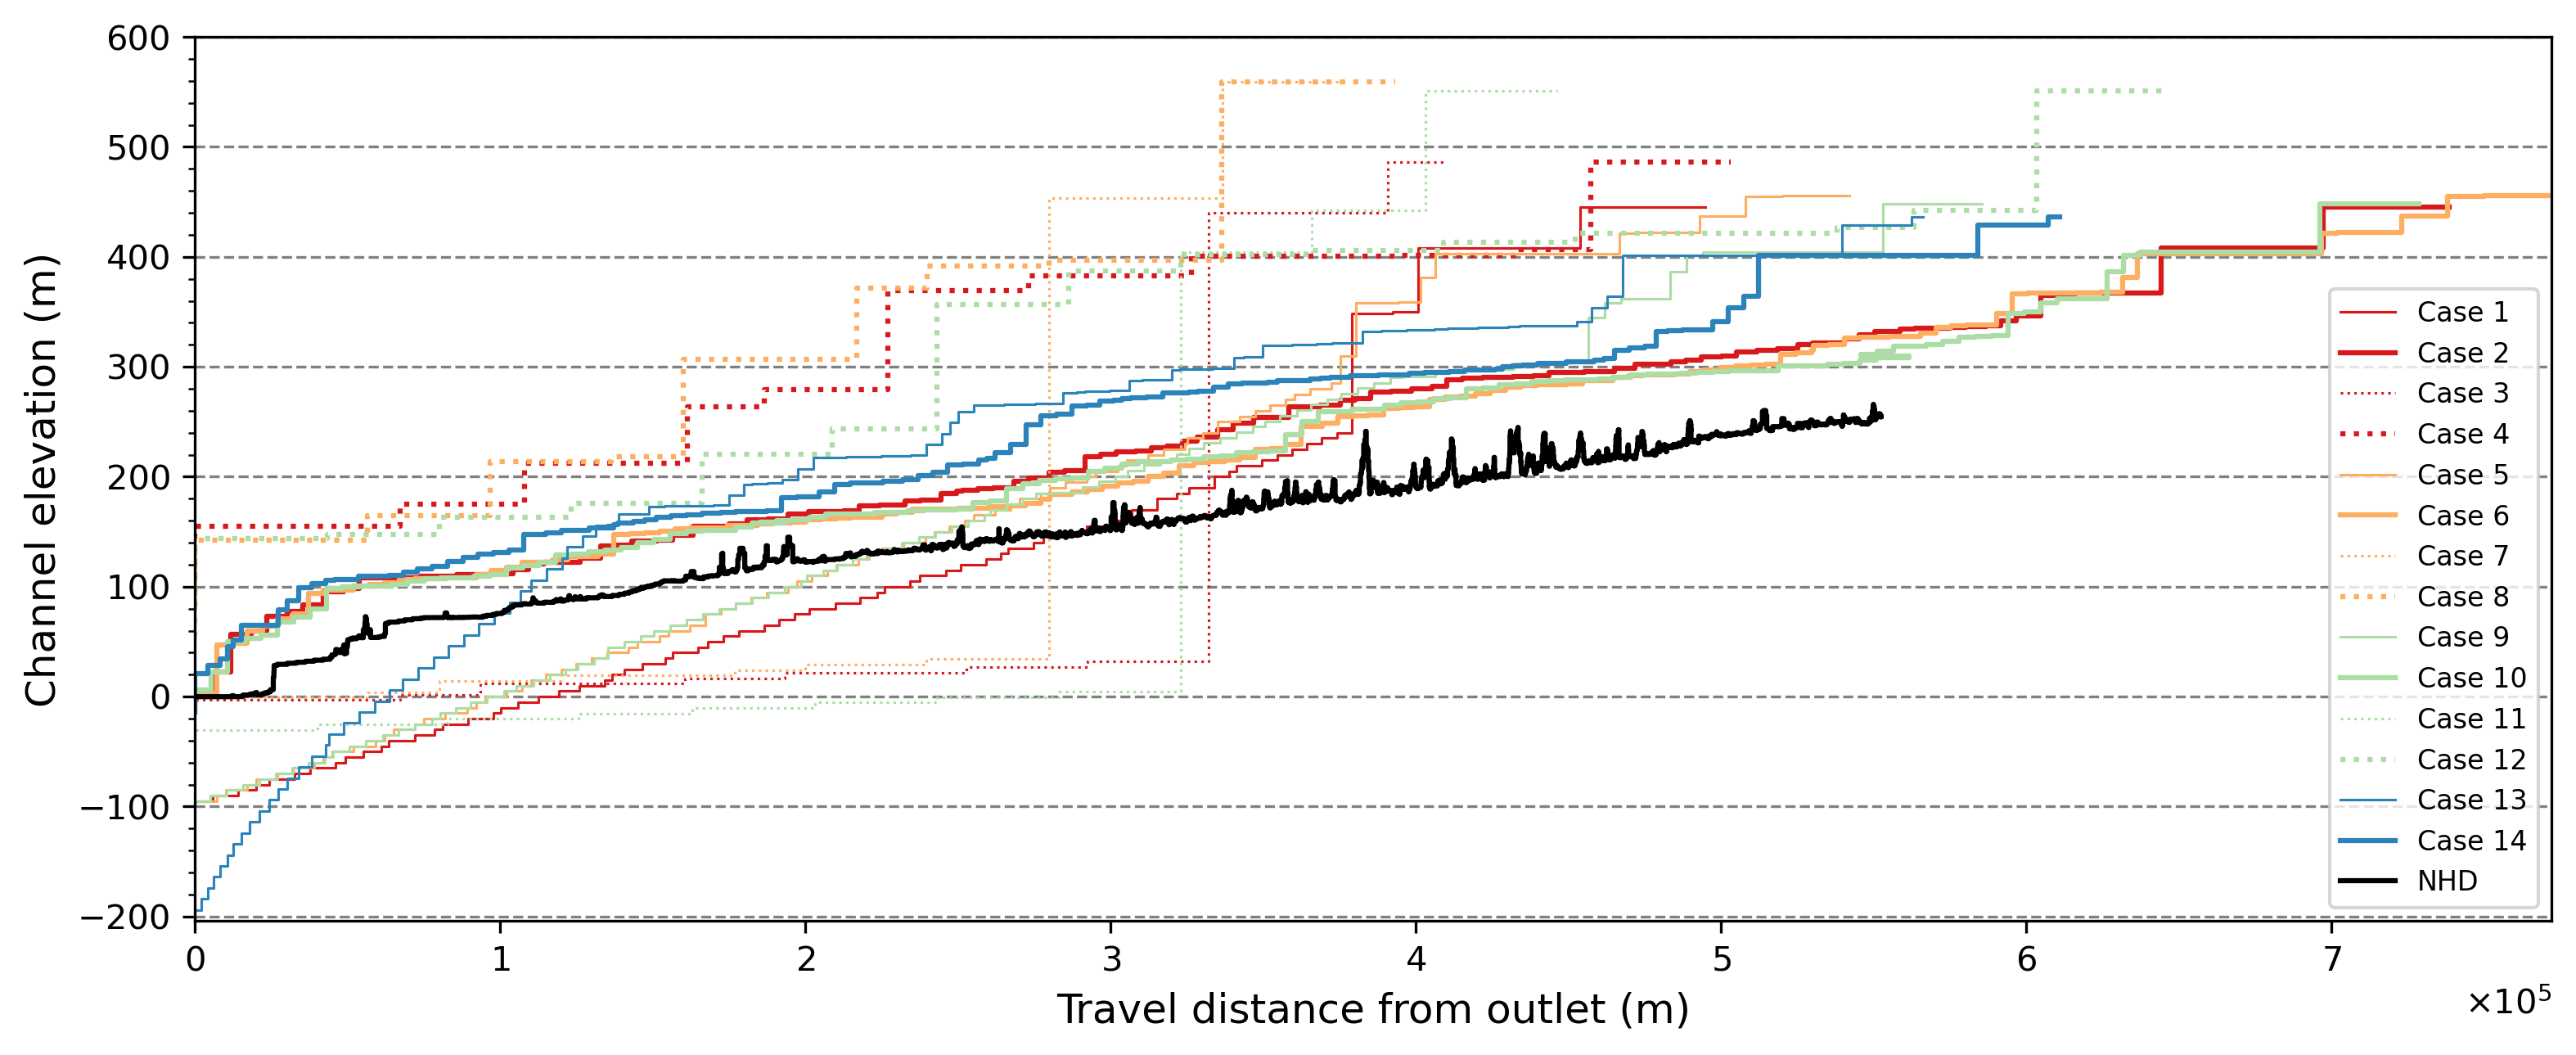 600
500
400
300
200
100
0
−100
−200
Channel elevation (m)
0 1 2 3 4 5 6 7
×10⁵
Travel distance from outlet (m)
Case 1
Case 2
Case 3
Case 4
Case 5
Case 6
Case 7
Case 8
Case 9
Case 10
Case 11
Case 12
Case 13
Case 14
NHD